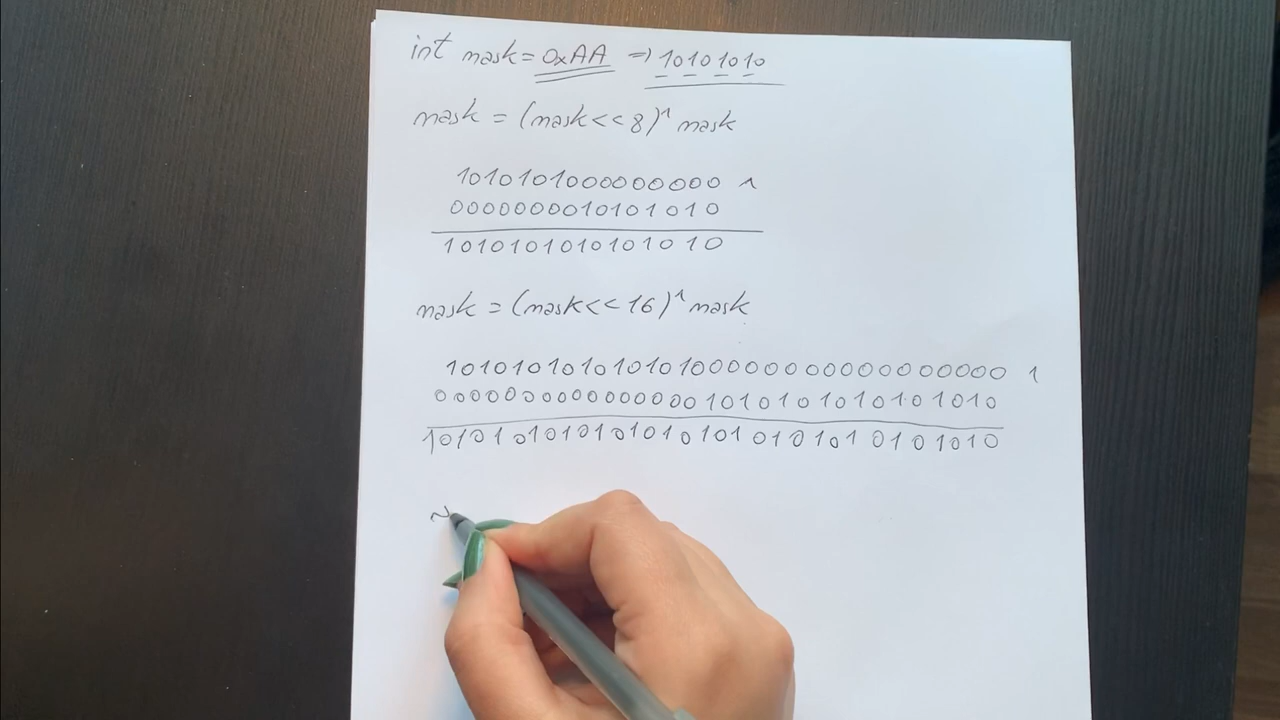 int mask = 0xAA => 10101010
mask = (mask<<8)^ mask
1010101000000000 ^
0000000010101010
1010101010101010
mask = (mask<<16)^ mask
10101010101010100000000000000000 ^
00000000000000001010101010101010
10101010101010101010101010101010
~